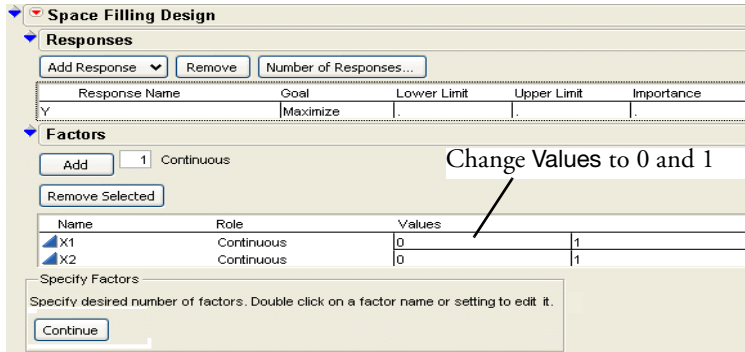 Space Filling Design
Responses
Add Response Remove Number of Responses...
Response Name Goal Lower Limit Upper Limit Importance
Y Maximize . . .
Factors
Add 1 Continuous
Change Values to 0 and 1
Remove Selected
Name Role Values
X1 Continuous 0 1
X2 Continuous 0 1
Specify Factors
Specify desired number of factors. Double click on a factor name or setting to edit it.
Continue